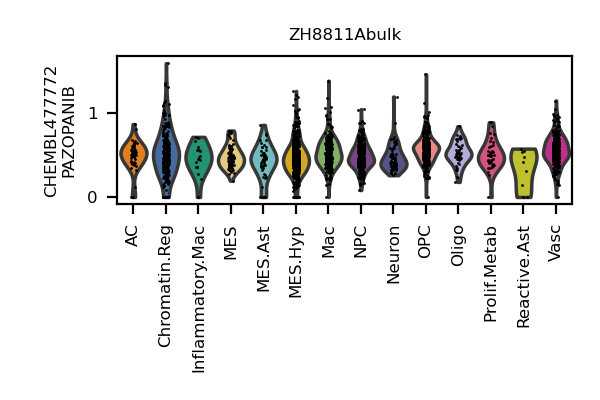 ZH8811Abulk
CHEMBL477772
PAZOPANIB
1
0
AC
Chromatin.Reg
Inflammatory.Mac
MES
MES.Ast
MES.Hyp
Mac
NPC
Neuron
OPC
Oligo
Prolif.Metab
Reactive.Ast
Vasc